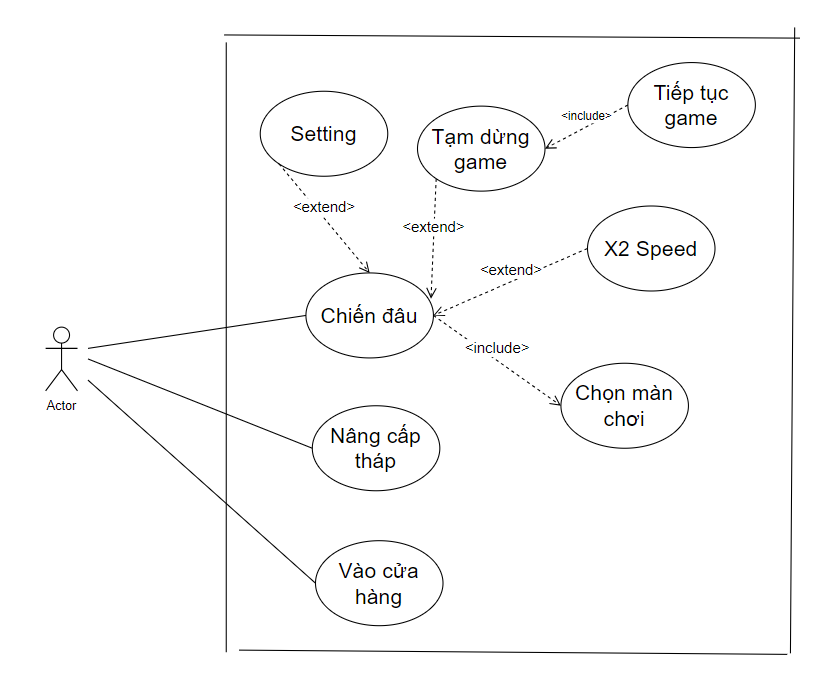 Setting
Tạm dừng
game
<include>
Tiếp tục
game
<extend>
<extend>
X2 Speed
<extend>
Chiến đâu
<include>
Chọn màn
chơi
Actor
Nâng cấp
tháp
Vào cửa
hàng